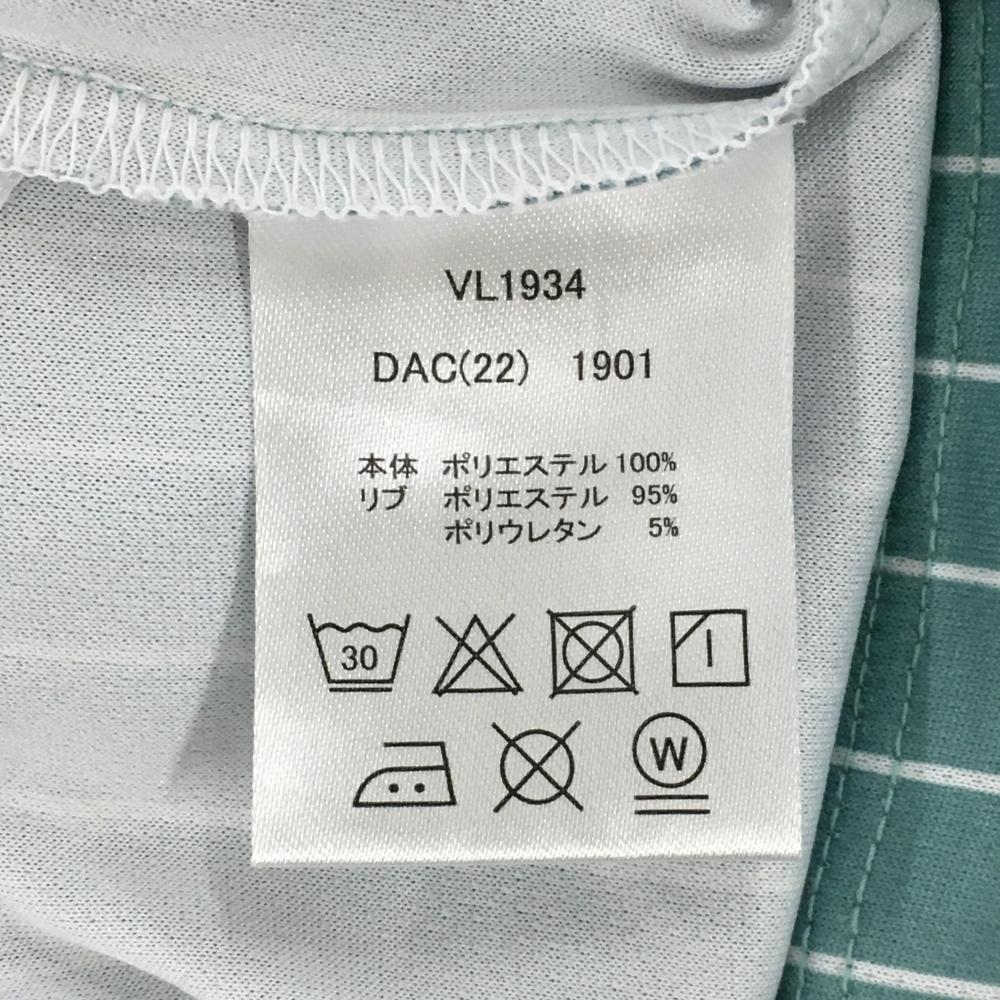 VL1934
DAC(22) 1901
本体 ポリエステル 100%
リブ ポリエステル 95%
ポリウレタン 5%
30
W